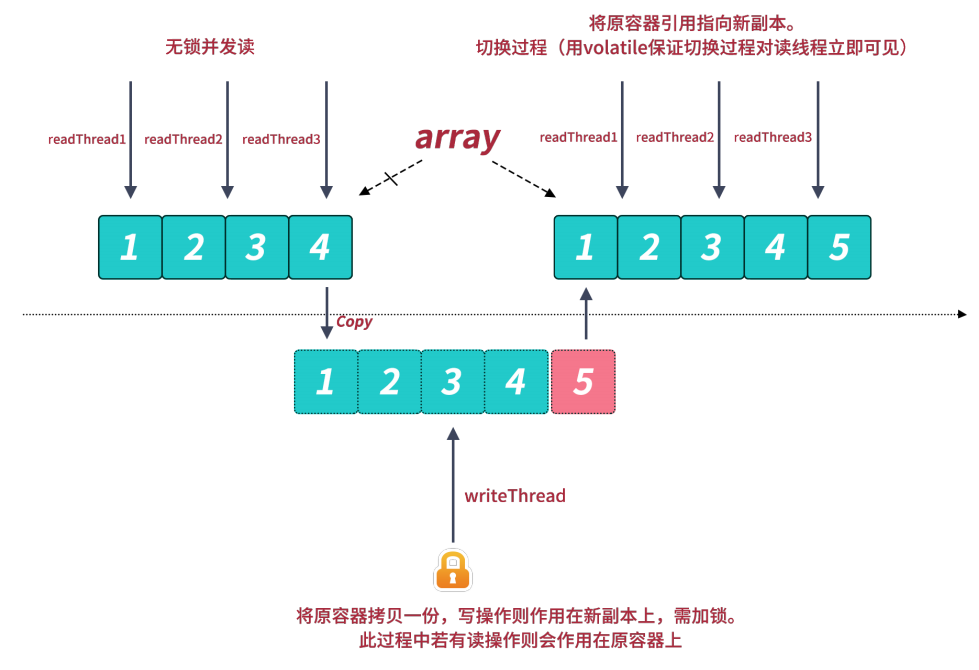 无锁并发读
将原容器引用指向新副本。
切换过程（用volatile保证切换过程对读线程立即可见）
readThread1 readThread2 readThread3
array
readThread1 readThread2 readThread3
1 2 3 4
1 2 3 4 5
Copy
1 2 3 4 5
writeThread
将原容器拷贝一份，写操作则作用在新副本上，需加锁。
此过程中若有读操作则会作用在原容器上